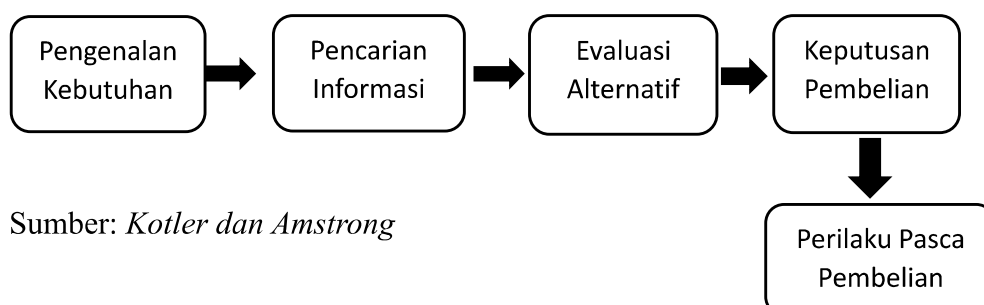 Pengenalan
Kebutuhan
Pencarian
Informasi
Evaluasi
Alternatif
Keputusan
Pembelian
Sumber: Kotler dan Amstrong
Perilaku Pasca
Pembelian